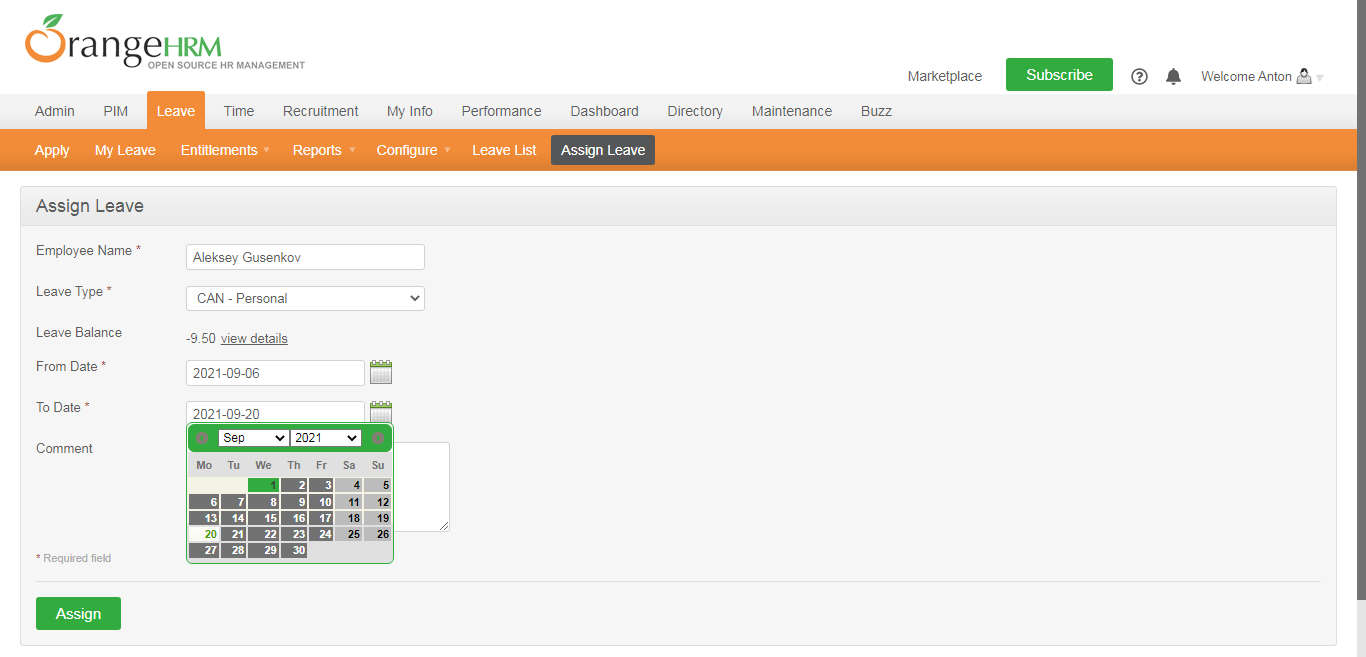 OrangeHRM
OPEN SOURCE HR MANAGEMENT
Marketplace Subscribe Welcome Anton
Admin PIM Leave Time Recruitment My Info Performance Dashboard Directory Maintenance Buzz
Apply My Leave Entitlements Reports Configure Leave List Assign Leave
Assign Leave
Employee Name * Aleksey Gusenkov
Leave Type * CAN - Personal
Leave Balance -9.50 view details
From Date * 2021-09-06
To Date * 2021-09-20
Sep 2021
Comment
Mo Tu We Th Fr Sa Su
1 2 3 4 5
6 7 8 9 10 11 12
13 14 15 16 17 18 19
20 21 22 23 24 25 26
27 28 29 30
* Required field
Assign